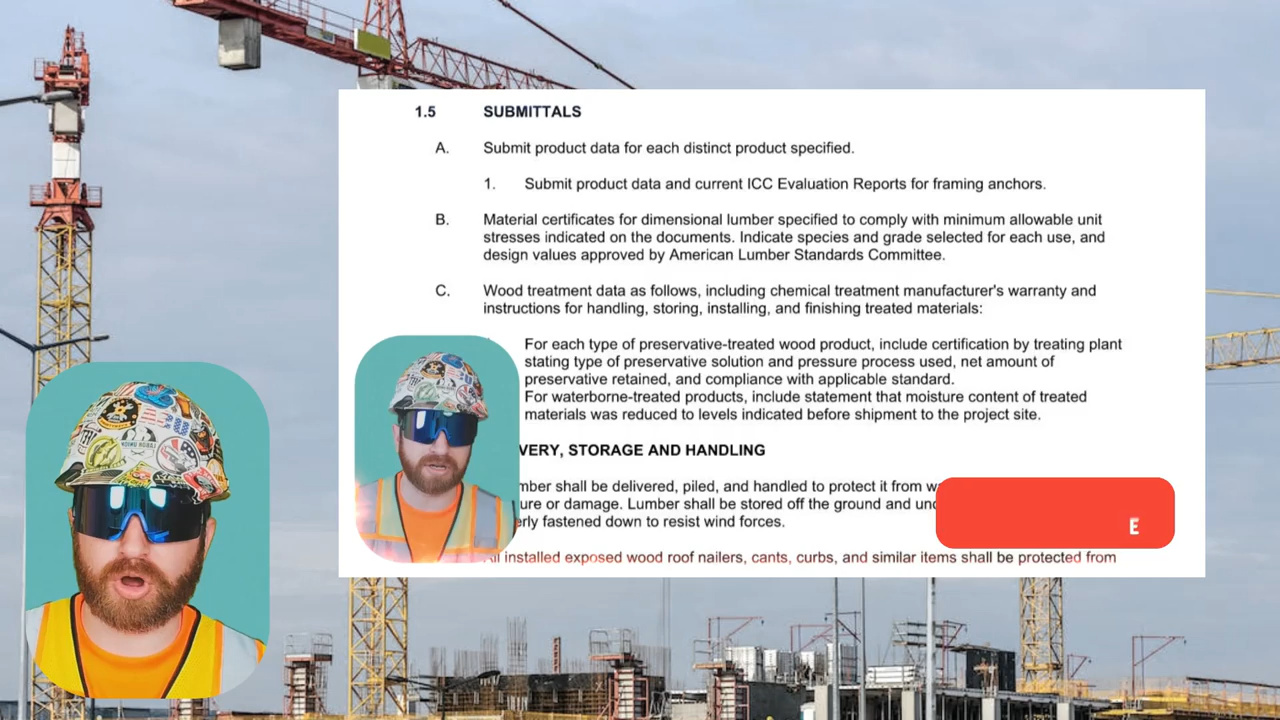 1.5 SUBMITTALS
A. Submit product data for each distinct product specified.
1. Submit product data and current ICC Evaluation Reports for framing anchors.
B. Material certificates for dimensional lumber specified to comply with minimum allowable unit
stresses indicated on the documents. Indicate species and grade selected for each use, and
design values approved by American Lumber Standards Committee.
C. Wood treatment data as follows, including chemical treatment manufacturer's warranty and
instructions for handling, storing, installing, and finishing treated materials:
For each type of preservative-treated wood product, include certification by treating plant
stating type of preservative solution and pressure process used, net amount of
preservative retained, and compliance with applicable standard.
For waterborne-treated products, include statement that moisture content of treated
materials was reduced to levels indicated before shipment to the project site.
VERY, STORAGE AND HANDLING
mber shall be delivered, piled, and handled to protect it from
ure or damage. Lumber shall be stored off the ground and
erly fastened down to resist wind forces.
E
installed exposed wood roof nailers, cants, curbs, and similar items shall be protected from